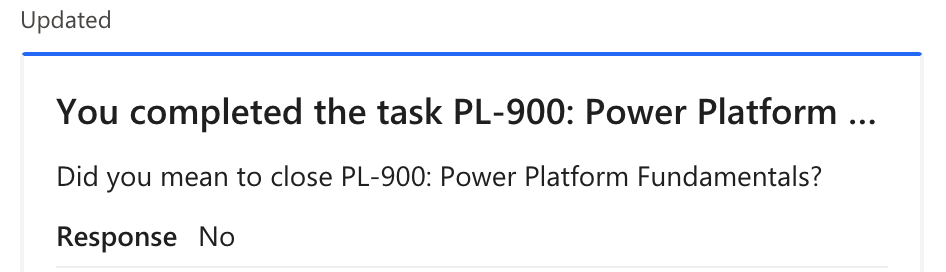 Updated
You completed the task PL-900: Power Platform ...
Did you mean to close PL-900: Power Platform Fundamentals?
Response No